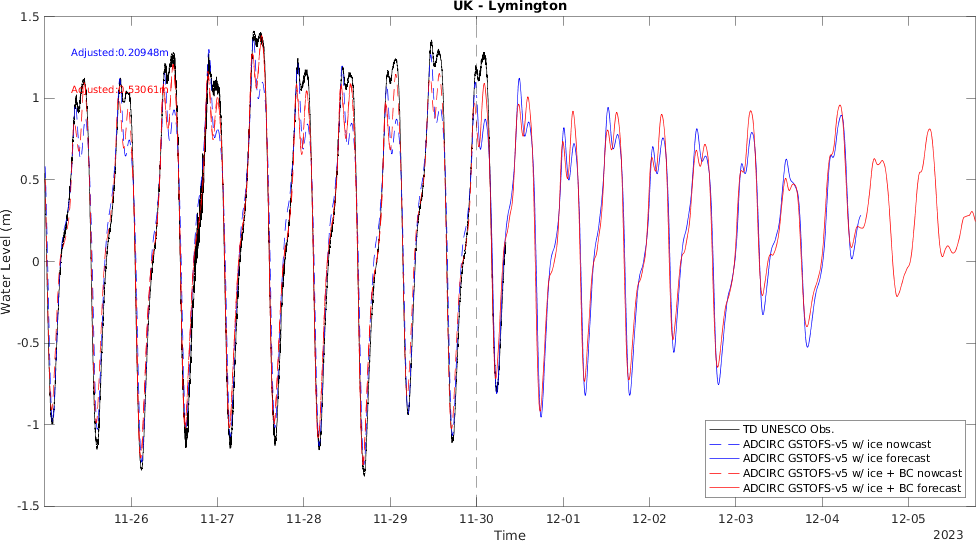 UK - Lymington
1.5
1
0.5
0
-0.5
-1
-1.5
Water Level (m)
Adjusted:0.20948m
Adjusted:0.53061m
TD UNESCO Obs.
ADCIRC GSTOFS-v5 w/ ice nowcast
ADCIRC GSTOFS-v5 w/ ice forecast
ADCIRC GSTOFS-v5 w/ ice + BC nowcast
ADCIRC GSTOFS-v5 w/ ice + BC forecast
11-26 11-27 11-28 11-29 11-30 12-01 12-02 12-03 12-04 12-05
Time
2023